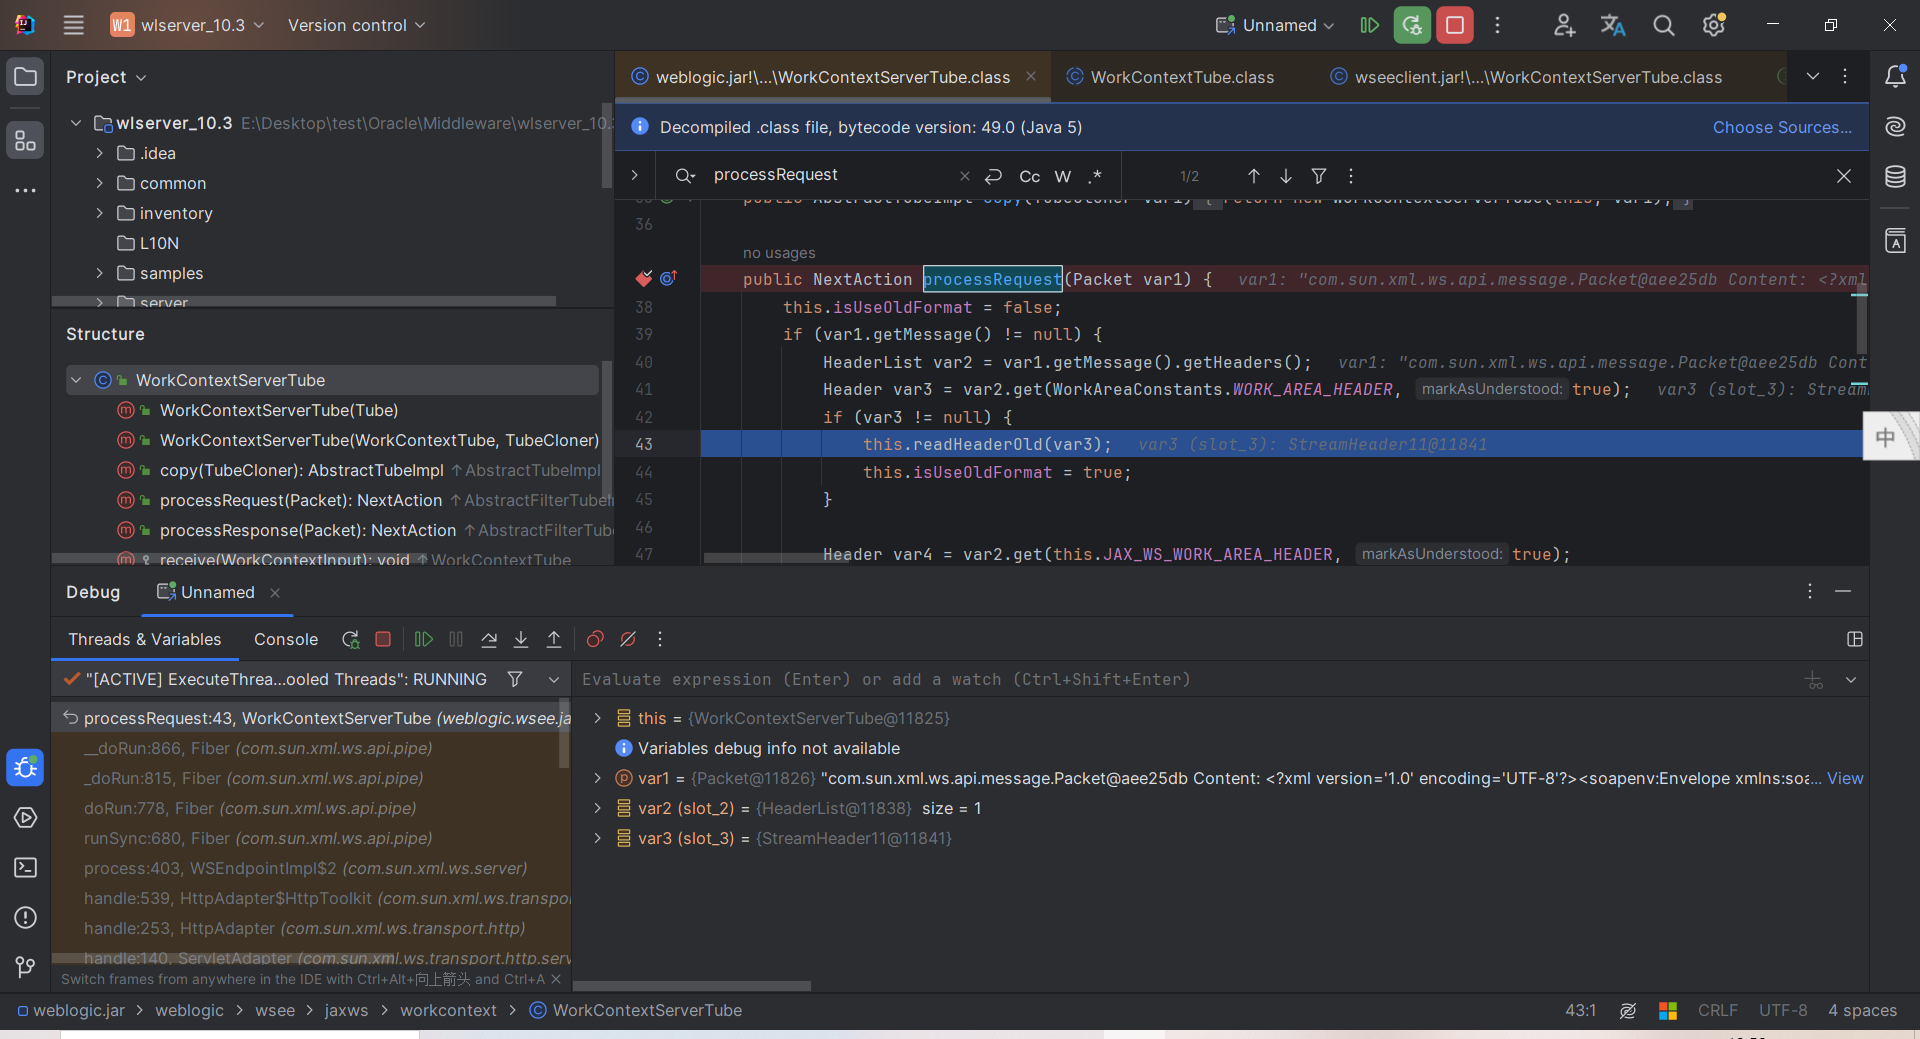 W1 wlserver_10.3 Version control Unnamed
Project
wlserver_10.3 E:\Desktop\test\Oracle\Middleware\wlserver_10.
.idea
common
inventory
L10N
samples
server
Structure
WorkContextServerTube
WorkContextServerTube(Tube)
WorkContextServerTube(WorkContextTube, TubeCloner)
copy(TubeCloner): AbstractTubeImpl ↑AbstractTubeImpl
processRequest(Packet): NextAction ↑AbstractFilterTubeI
processResponse(Packet): NextAction ↑AbstractFilterTube
receive(WorkContextInput): void ↑WorkContextTube
weblogic.jar!\...\WorkContextServerTube.class
WorkContextTube.class
wseeclient.jar!\...\WorkContextServerTube.class
Decompiled .class file, bytecode version: 49.0 (Java 5) Choose Sources...
processRequest Cc W .* 1/2
36
no usages
public NextAction processRequest(Packet var1) { var1: "com.sun.xml.ws.api.message.Packet@aee25db Content: <?xml
38 this.isUseOldFormat = false;
39 if (var1.getMessage() != null) {
40 HeaderList var2 = var1.getMessage().getHeaders(); var1: "com.sun.xml.ws.api.message.Packet@aee25db Cont
41 Header var3 = var2.get(WorkAreaConstants.WORK_AREA_HEADER, markAsUnderstood: true); var3 (slot_3): Stream
42 if (var3 != null) {
43 this.readHeaderOld(var3); var3 (slot_3): StreamHeader11@11841
44 this.isUseOldFormat = true;
45 }
46
47 Header var4 = var2.get(this.JAX_WS_WORK_AREA_HEADER, markAsUnderstood: true);
中
Debug Unnamed
Threads & Variables Console
"[ACTIVE] ExecuteThrea...ooled Threads": RUNNING
processRequest:43, WorkContextServerTube (weblogic.wsee.ja
__doRun:866, Fiber (com.sun.xml.ws.api.pipe)
_doRun:815, Fiber (com.sun.xml.ws.api.pipe)
doRun:778, Fiber (com.sun.xml.ws.api.pipe)
runSync:680, Fiber (com.sun.xml.ws.api.pipe)
process:403, WSEndpointImpl$2 (com.sun.xml.ws.server)
handle:539, HttpAdapter$HttpToolkit (com.sun.xml.ws.transpo
handle:253, HttpAdapter (com.sun.xml.ws.transport.http)
handle:140, ServletAdapter (com.sun.xml.ws.transport.http.serv
Switch frames from anywhere in the IDE with Ctrl+Alt+向上箭头 and Ctrl+A
Evaluate expression (Enter) or add a watch (Ctrl+Shift+Enter)
this = {WorkContextServerTube@11825}
Variables debug info not available
var1 = {Packet@11826} "com.sun.xml.ws.api.message.Packet@aee25db Content: <?xml version='1.0' encoding='UTF-8'?><soapenv:Envelope xmlns:soa... View
var2 (slot_2) = {HeaderList@11838} size = 1
var3 (slot_3) = {StreamHeader11@11841}
weblogic.jar > weblogic > wsee > jaxws > workcontext > WorkContextServerTube
43:1 CRLF UTF-8 4 spaces